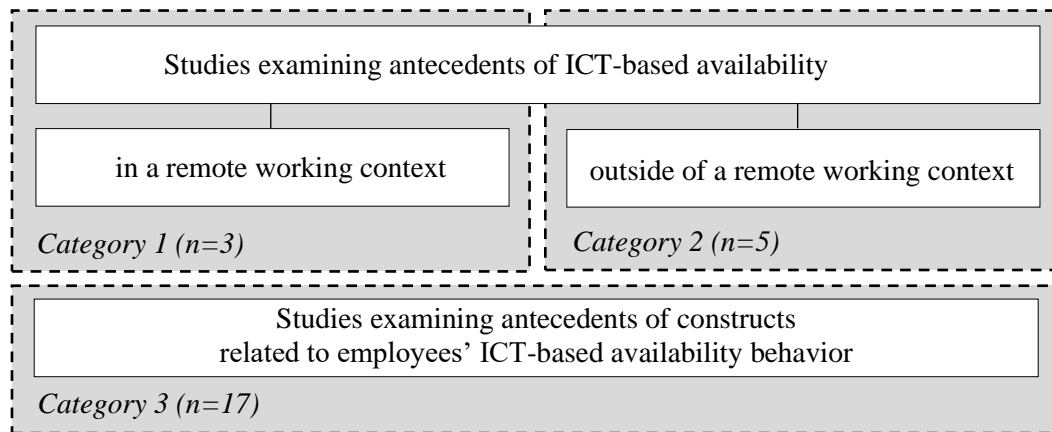 Studies examining antecedents of ICT-based availability
in a remote working context
outside of a remote working context
Category 1 (n=3)
Category 2 (n=5)
Studies examining antecedents of constructs
related to employees’ ICT-based availability behavior
Category 3 (n=17)